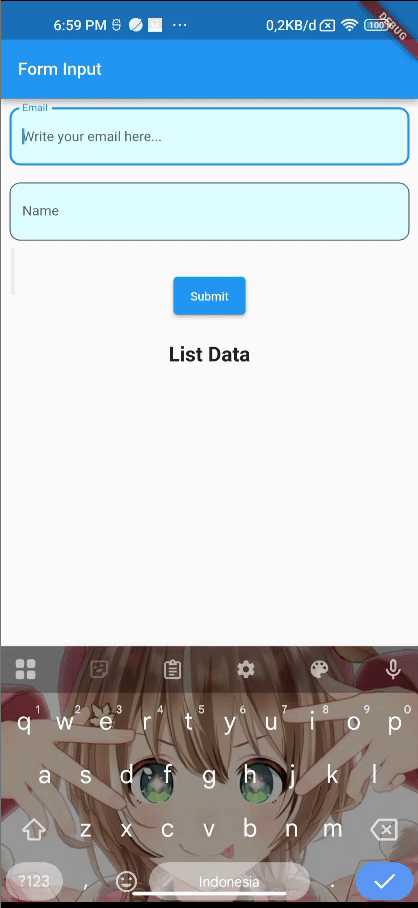 6:59 PM 0,2KB/d 100
DEBUG
Form Input
Email
Write your email here...
Name
Submit
List Data
1 2 3 4 5 6 7 8 9 0
q w e r t y u i o p
a s d f g h j k l
z x c v b n m
?123 , Indonesia .